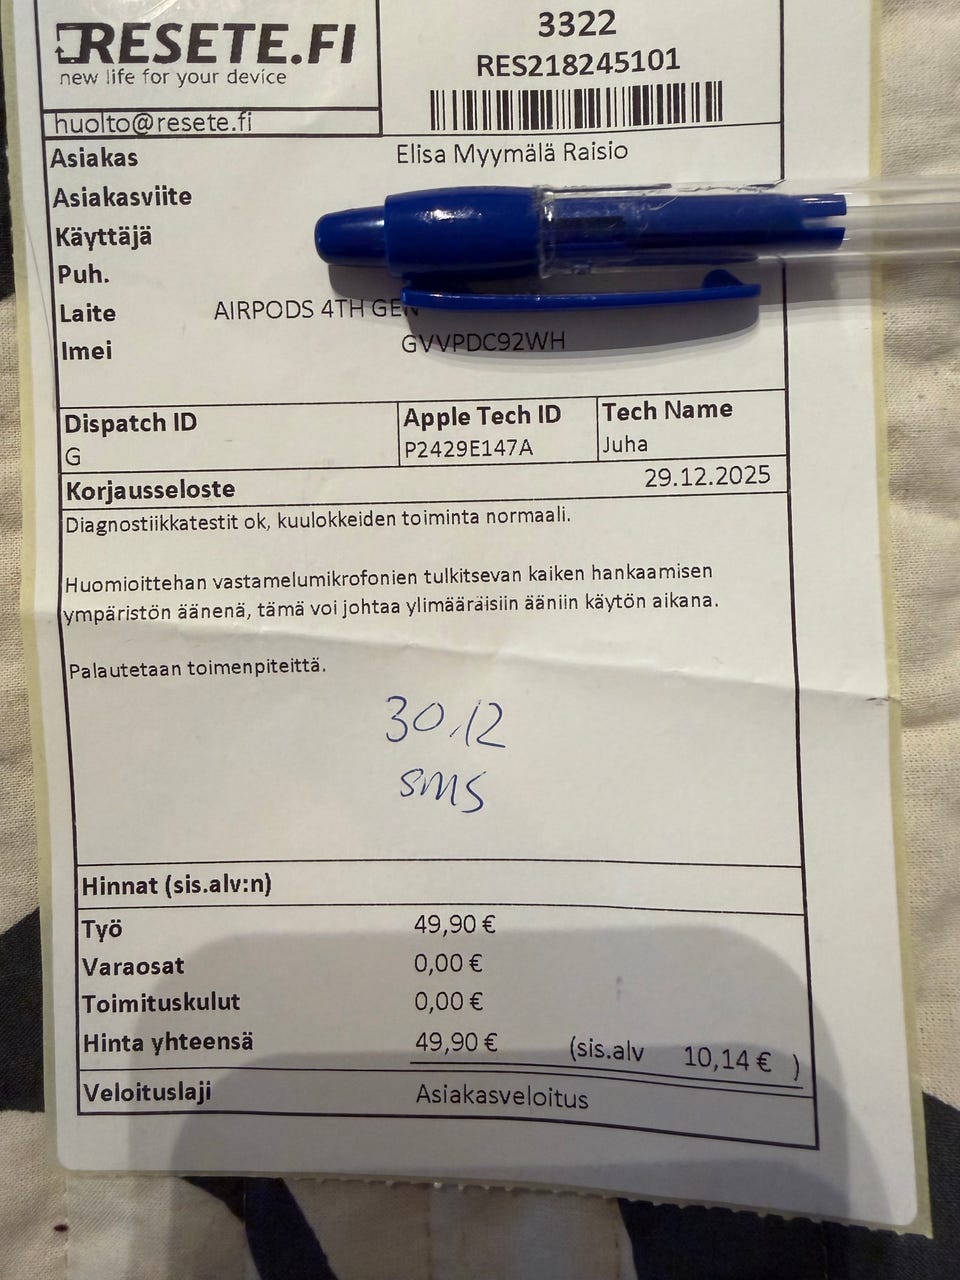 RESETE.FI
new life for your device
huolto@resete.fi
3322
RES218245101
Asiakas Elisa Myymälä Raisio
Asiakasviite
Käyttäjä
Puh.
Laite AIRPODS 4TH GEN
Imei GVVPDC92WH
Dispatch ID Apple Tech ID Tech Name
G P2429E147A Juha
Korjausseloste 29.12.2025
Diagnostiikkatestit ok, kuulokkeiden toiminta normaali.
Huomioittehan vastamelumikrofonien tulkitsevan kaiken hankaamisen
ympäristön äänenä, tämä voi johtaa ylimääräisiin ääniin käytön aikana.
Palautetaan toimenpiteittä.
30.12
SMS
Hinnat (sis.alv:n)
Työ 49,90 €
Varaosat 0,00 €
Toimituskulut 0,00 €
Hinta yhteensä 49,90 € (sis.alv 10,14 € )
Veloituslaji Asiakasveloitus